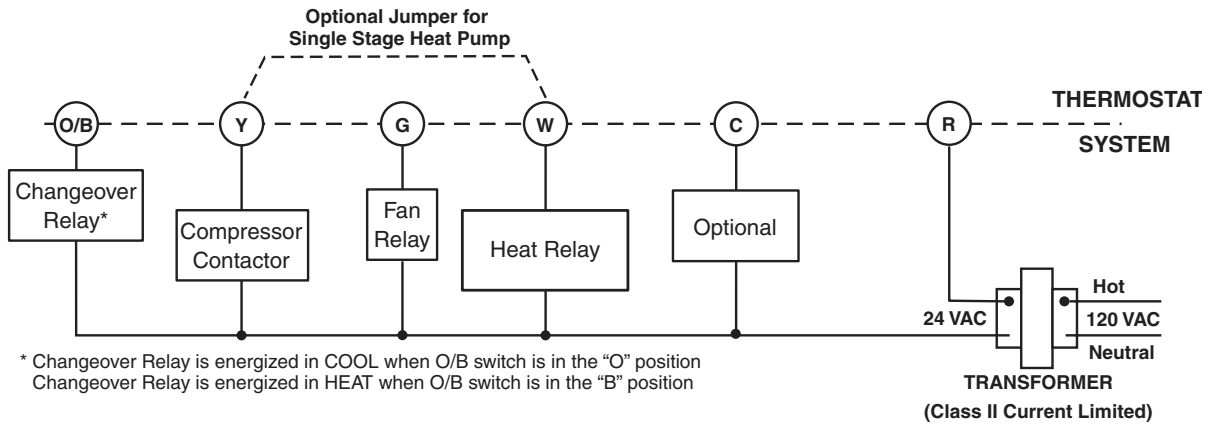 Optional Jumper for
Single Stage Heat Pump
THERMOSTAT
O/B
Y
G
W
C
R
SYSTEM
Changeover
Relay*
Compressor
Contactor
Fan
Relay
Heat Relay
Optional
24 VAC
Hot
120 VAC
Neutral
* Changeover Relay is energized in COOL when O/B switch is in the “O” position
Changeover Relay is energized in HEAT when O/B switch is in the “B” position
TRANSFORMER
(Class II Current Limited)